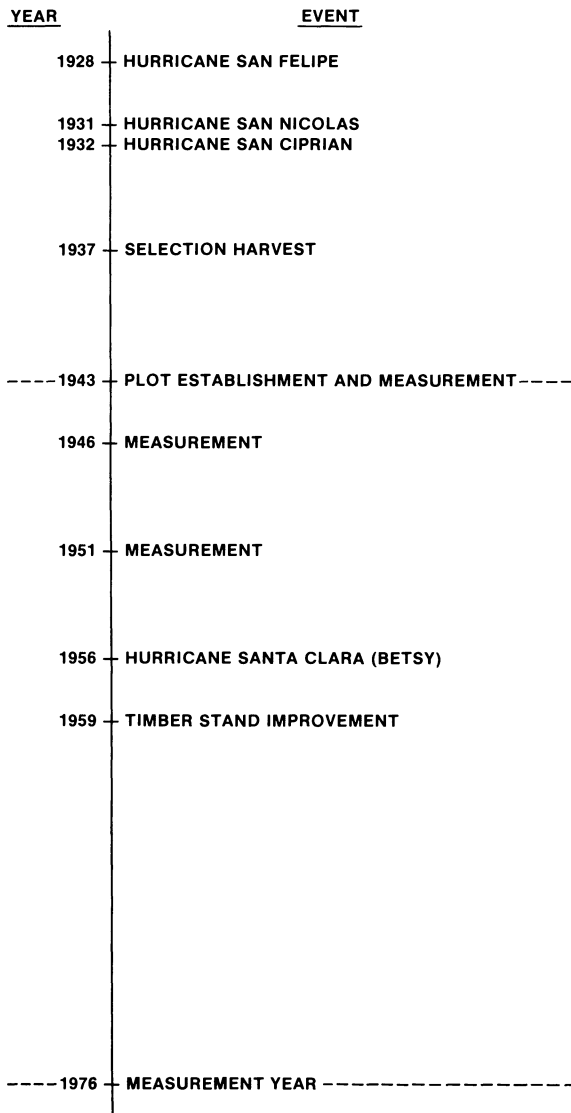 YEAR EVENT
1928 HURRICANE SAN FELIPE
1931 HURRICANE SAN NICOLAS
1932 HURRICANE SAN CIPRIAN
1937 SELECTION HARVEST
1943 PLOT ESTABLISHMENT AND MEASUREMENT
1946 MEASUREMENT
1951 MEASUREMENT
1956 HURRICANE SANTA CLARA (BETSY)
1959 TIMBER STAND IMPROVEMENT
1976 MEASUREMENT YEAR